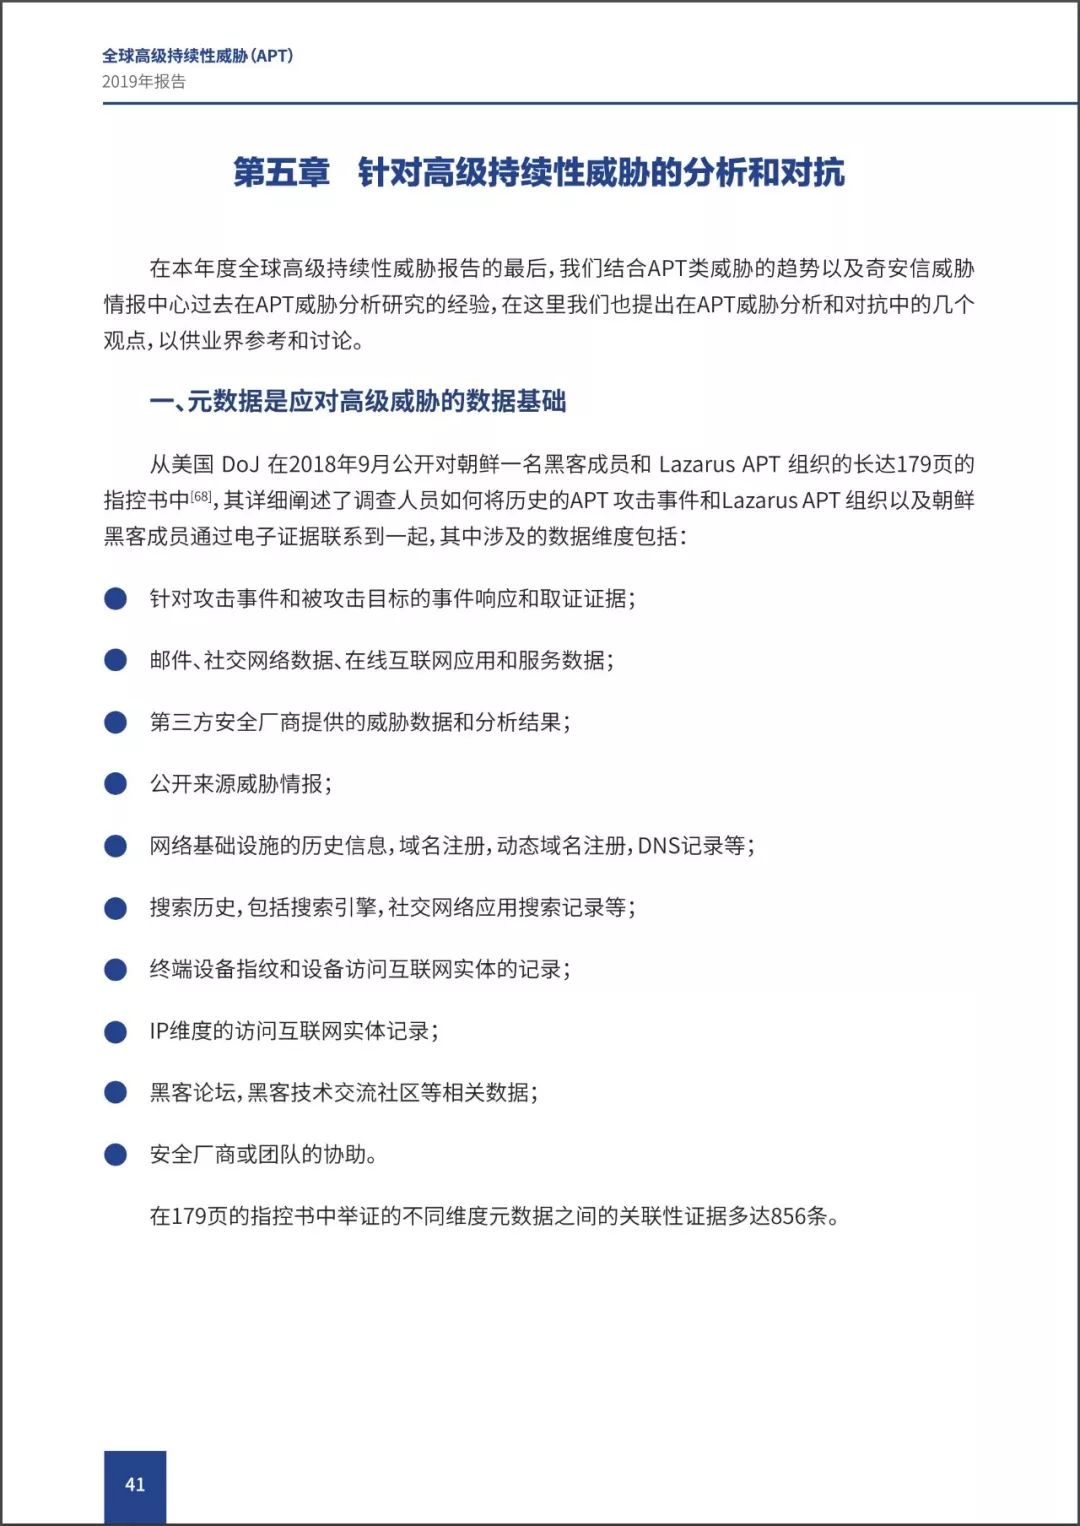 全球高级持续性威胁（APT）
2019年报告
第五章 针对高级持续性威胁的分析和对抗
在本年度全球高级持续性威胁报告的最后，我们结合APT类威胁的趋势以及奇安信威胁
情报中心过去在APT威胁分析研究的经验，在这里我们也提出在APT威胁分析和对抗中的几个
观点，以供业界参考和讨论。
一、元数据是应对高级威胁的数据基础
从美国 DoJ 在2018年9月公开对朝鲜一名黑客成员和 Lazarus APT 组织的长达179页的
指控书中[68]，其详细阐述了调查人员如何将历史的APT 攻击事件和Lazarus APT 组织以及朝鲜
黑客成员通过电子证据联系到一起，其中涉及的数据维度包括：
● 针对攻击事件和被攻击目标的事件响应和取证证据；
● 邮件、社交网络数据、在线互联网应用和服务数据；
● 第三方安全厂商提供的威胁数据和分析结果；
● 公开来源威胁情报；
● 网络基础设施的历史信息，域名注册，动态域名注册，DNS记录等；
● 搜索历史，包括搜索引擎，社交网络应用搜索记录等；
● 终端设备指纹和设备访问互联网实体的记录；
● IP维度的访问互联网实体记录；
● 黑客论坛，黑客技术交流社区等相关数据；
● 安全厂商或团队的协助。
在179页的指控书中举证的不同维度元数据之间的关联性证据多达856条。
41